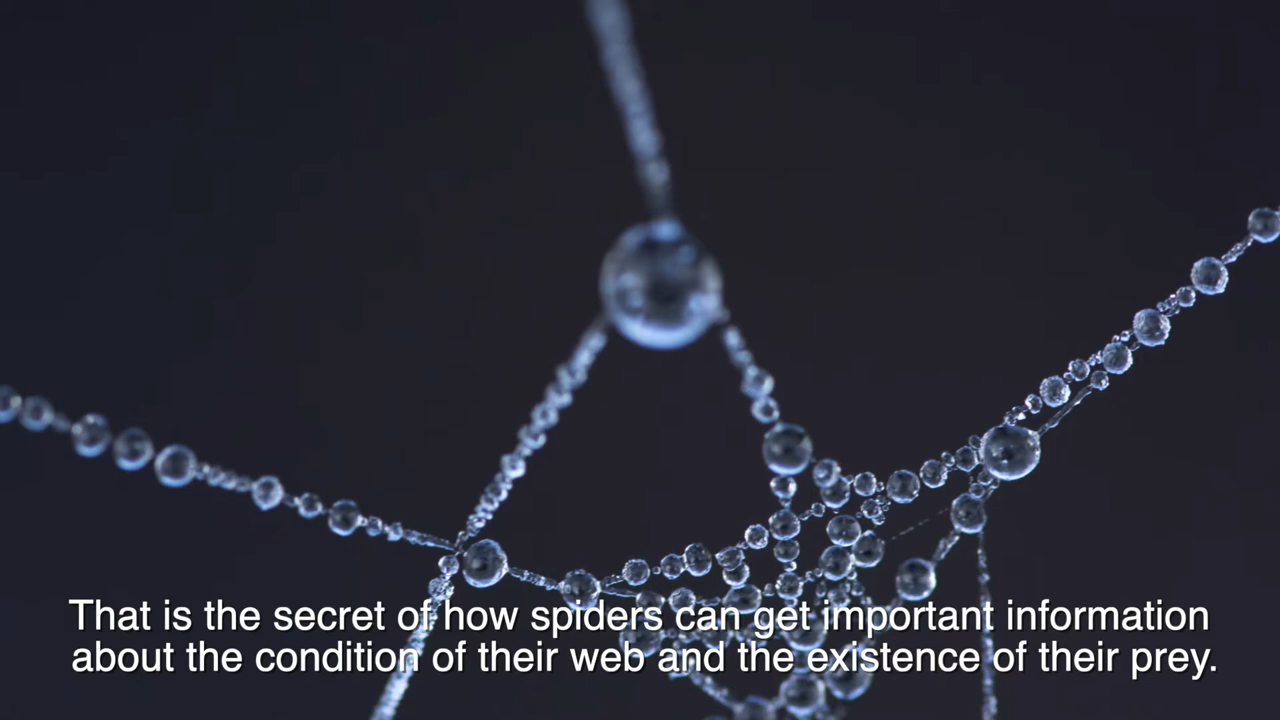 That is the secret of how spiders can get important information
about the condition of their web and the existence of their prey.